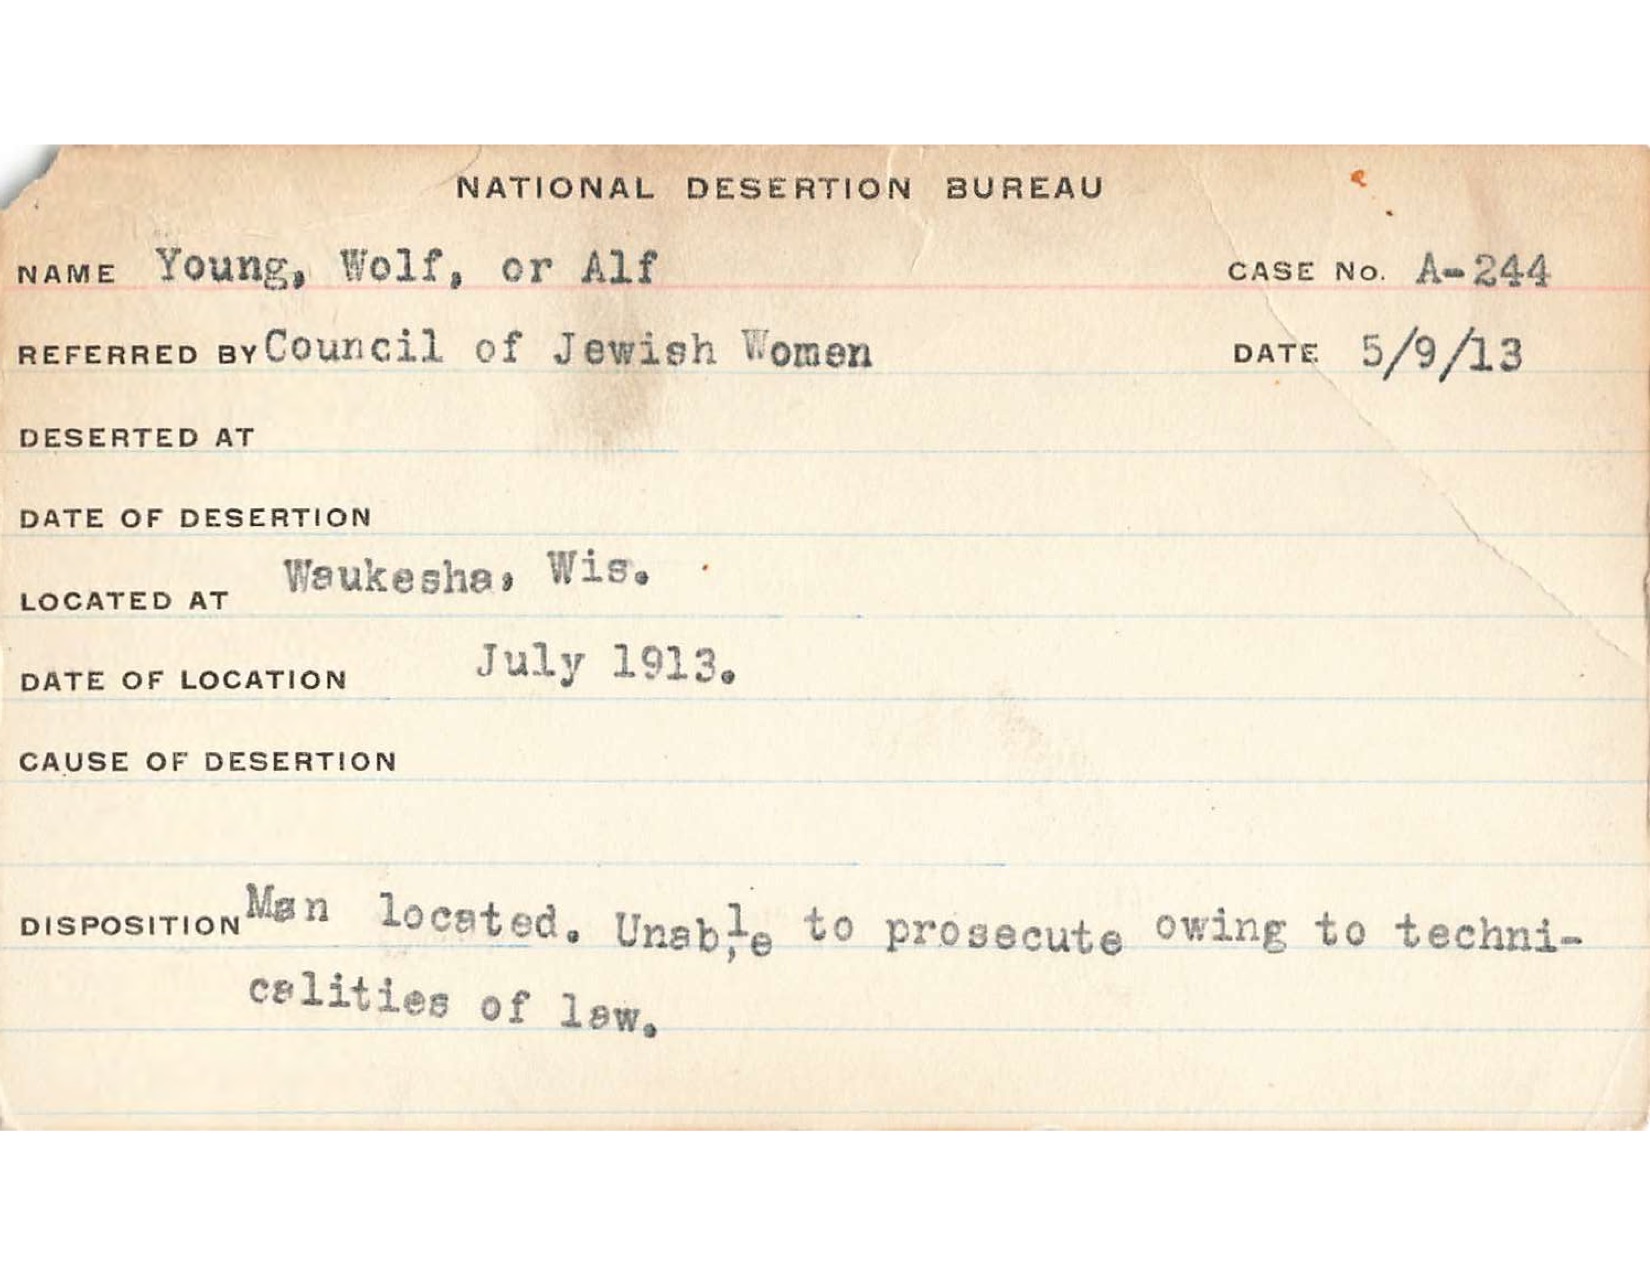 NATIONAL DESERTION BUREAU
NAME Young, Wolf, or Alf CASE No. A-244
REFERRED BY Council of Jewish Women DATE 5/9/13
DESERTED AT
DATE OF DESERTION
LOCATED AT Waukesha, Wis.
DATE OF LOCATION July 1913.
CAUSE OF DESERTION
DISPOSITION Man located. Unable to prosecute owing to techni-
calities of law.